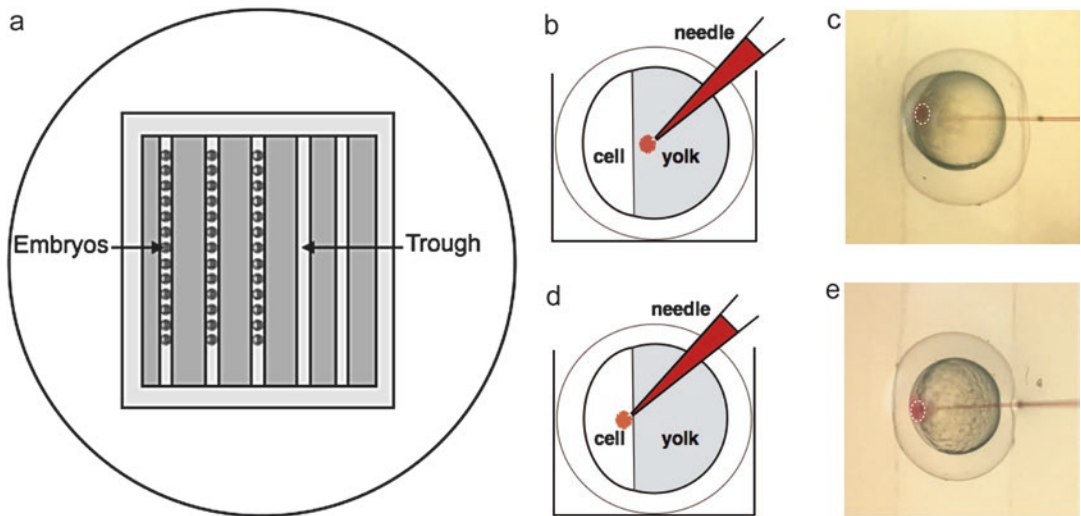 a
Embryos
Trough
b
needle
cell
yolk
c
d
needle
cell
yolk
e